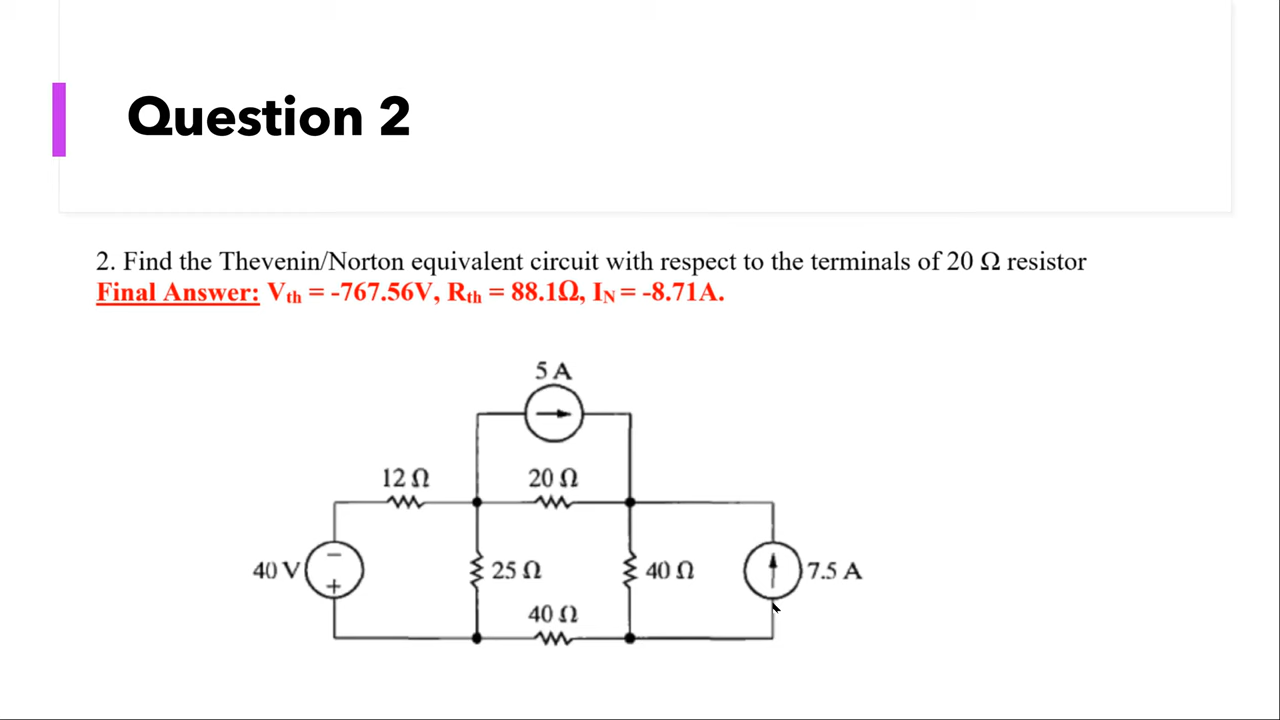 Question 2
2. Find the Thevenin/Norton equivalent circuit with respect to the terminals of 20 Ω resistor
Final Answer: Vth = -767.56V, Rth = 88.1Ω, IN = -8.71A.
5 A
12 Ω
20 Ω
40 V
−
+
25 Ω
40 Ω
7.5 A
40 Ω